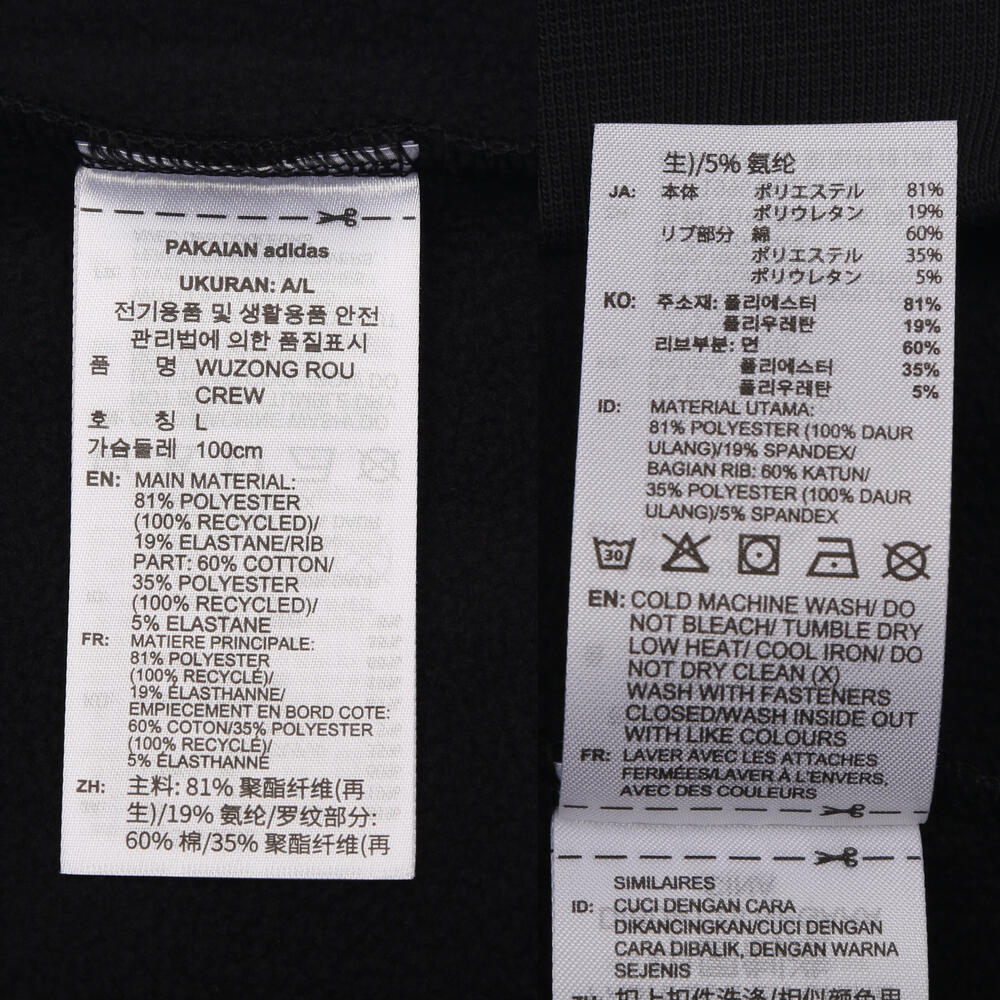 PAKAIAN adidas
UKURAN: A/L
전기용품 및 생활용품 안전
관리법에 의한 품질표시
품 명 WUZONG ROU
CREW
호 칭 L
가슴둘레 100cm
EN: MAIN MATERIAL:
81% POLYESTER
(100% RECYCLED)/
19% ELASTANE/RIB
PART: 60% COTTON/
35% POLYESTER
(100% RECYCLED)/
5% ELASTANE
FR: MATIERE PRINCIPALE:
81% POLYESTER
(100% RECYCLÉ)/
19% ÉLASTHANNE/
EMPIECEMENT EN BORD COTE:
60% COTON/35% POLYESTER
(100% RECYCLÉ)/
5% ÉLASTHANNE
ZH: 主料: 81% 聚酯纤维(再
生)/19% 氨纶/罗纹部分:
60% 棉/35% 聚酯纤维(再
生)/5% 氨纶
JA: 本体 ポリエステル 81%
ポリウレタン 19%
リブ部分 綿 60%
ポリエステル 35%
ポリウレタン 5%
KO: 주소재: 폴리에스터 81%
폴리우레탄 19%
리브부분: 면 60%
폴리에스터 35%
폴리우레탄 5%
ID: MATERIAL UTAMA:
81% POLYESTER (100% DAUR
ULANG)/19% SPANDEX/
BAGIAN RIB: 60% KATUN/
35% POLYESTER (100% DAUR
ULANG)/5% SPANDEX
30
EN: COLD MACHINE WASH/ DO
NOT BLEACH/ TUMBLE DRY
LOW HEAT/ COOL IRON/ DO
NOT DRY CLEAN (X)
WASH WITH FASTENERS
CLOSED/WASH INSIDE OUT
WITH LIKE COLOURS
FR: LAVER AVEC LES ATTACHES
FERMÉES/LAVER À L'ENVERS,
AVEC DES COULEURS
SIMILAIRES
ID: CUCI DENGAN CARA
DIKANCINGKAN/CUCI DENGAN
CARA DIBALIK, DENGAN WARNA
SEJENIS
ZH: 扣上扣件洗涤/相似颜色用